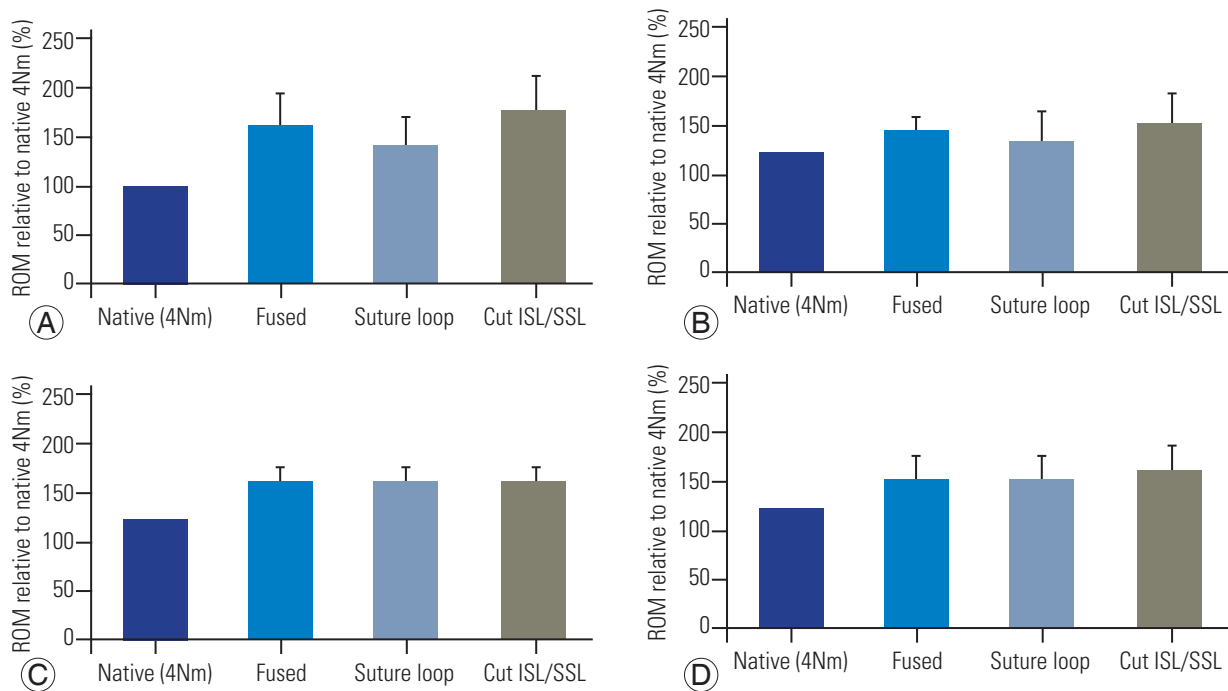 ROM relative to native 4Nm (%)
250
200
150
100
50
0
Native (4Nm) Fused Suture loop Cut ISL/SSL
A
ROM relative to native 4Nm (%)
250
200
150
100
50
0
Native (4Nm) Fused Suture loop Cut ISL/SSL
B
ROM relative to native 4Nm (%)
250
200
150
100
50
0
Native (4Nm) Fused Suture loop Cut ISL/SSL
C
ROM relative to native 4Nm (%)
250
200
150
100
50
0
Native (4Nm) Fused Suture loop Cut ISL/SSL
D